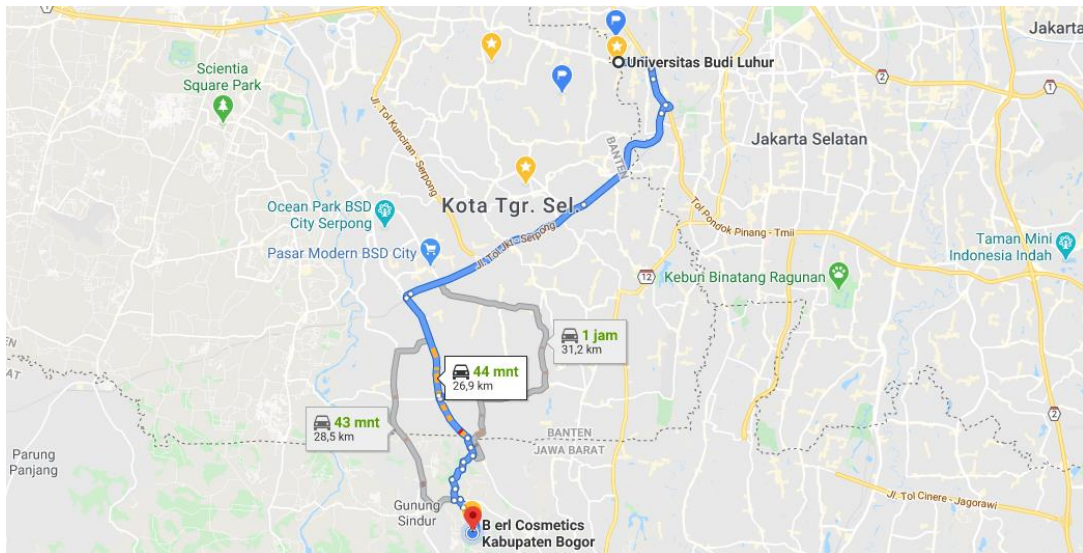 Jakarta
Universitas Budi Luhur
Scientia
Square Park
2
1
Jl. Tol Kunciran - Serpong
Jakarta Selatan
BANTEN
Kota Tgr. Sel.
Ocean Park BSD
City Serpong
Jl. Tol JKT - Serpong
Tol Pondok Pinang - Tmii
Pasar Modern BSD City
Taman Mini
Indonesia Indah
12
Kebun Binatang Ragunan
1 jam
31,2 km
44 mnt
26,9 km
43 mnt
28,5 km
2
BANTEN
JAWA BARAT
Parung
Panjang
Jl. Tol Cinere - Jagorawi
Gunung
Sindur
B erl Cosmetics
Kabupaten Bogor